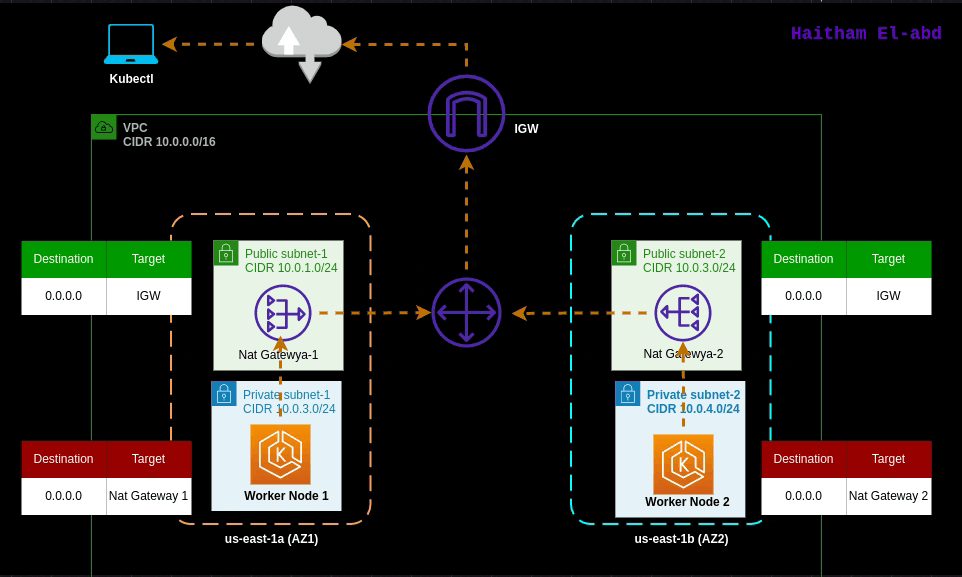 Haitham El-abd
Kubectl
IGW
VPC
CIDR 10.0.0.0/16
Destination Target
0.0.0.0 IGW
Public subnet-1
CIDR 10.0.1.0/24
Nat Gatewya-1
Public subnet-2
CIDR 10.0.3.0/24
Nat Gatewya-2
Destination Target
0.0.0.0 IGW
Destination Target
0.0.0.0 Nat Gateway 1
Private subnet-1
CIDR 10.0.3.0/24
Worker Node 1
Private subnet-2
CIDR 10.0.4.0/24
Worker Node 2
Destination Target
0.0.0.0 Nat Gateway 2
us-east-1a (AZ1)
us-east-1b (AZ2)